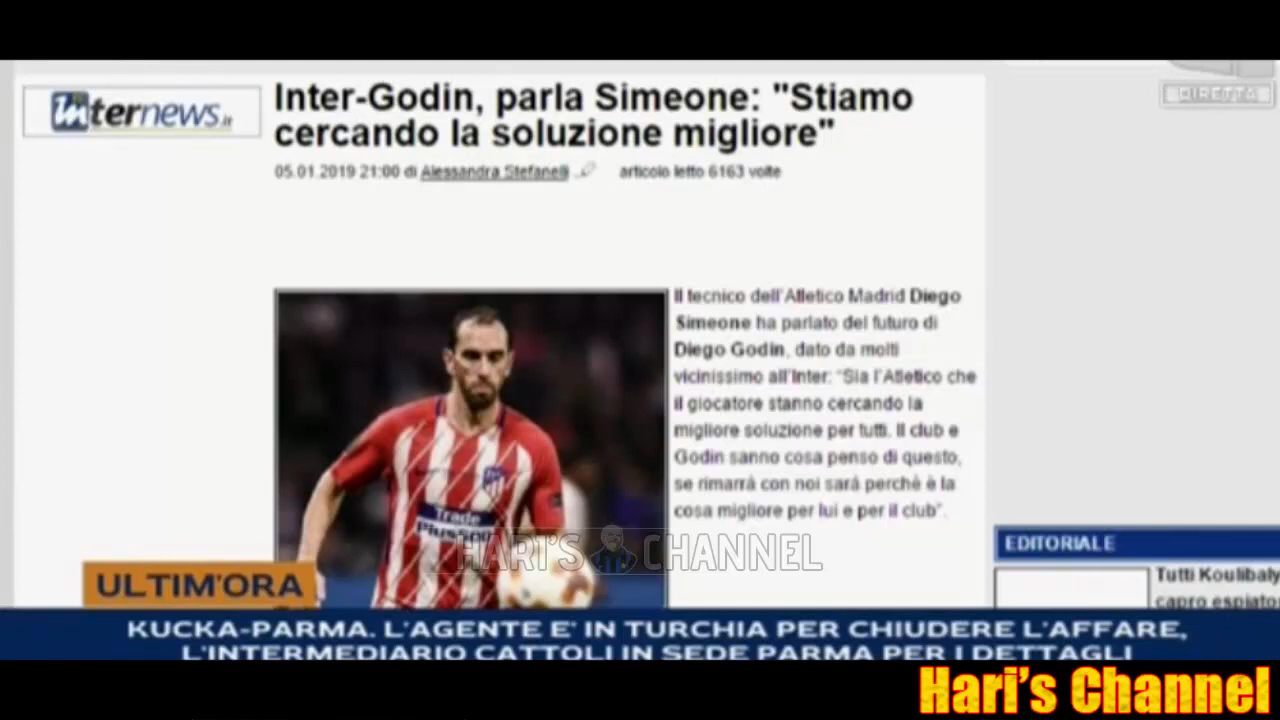 Internews.it
Inter-Godin, parla Simeone: "Stiamo
cercando la soluzione migliore"
05.01.2019 21:00 di Alessandra Stefanelli
articolo letto 6163 volte
DIRETTA
Il tecnico dell'Atletico Madrid Diego
Simeone ha parlato del futuro di
Diego Godin, dato da molti
vicinissimo all'Inter: "Sia l'Atletico che
il giocatore stanno cercando la
migliore soluzione per tutti. Il club e
Godin sanno cosa penso di questo,
se rimarrà con noi sarà perchè è la
cosa migliore per lui e per il club".
Trade
Plus500
HARI'S CHANNEL
EDITORIALE
Tutti Koulibaly
capro espiato
ULTIM'ORA
KUCKA-PARMA. L'AGENTE E' IN TURCHIA PER CHIUDERE L'AFFARE,
L'INTERMEDIARIO CATTOLI IN SEDE PARMA PER I DETTAGLI
Hari's Channel